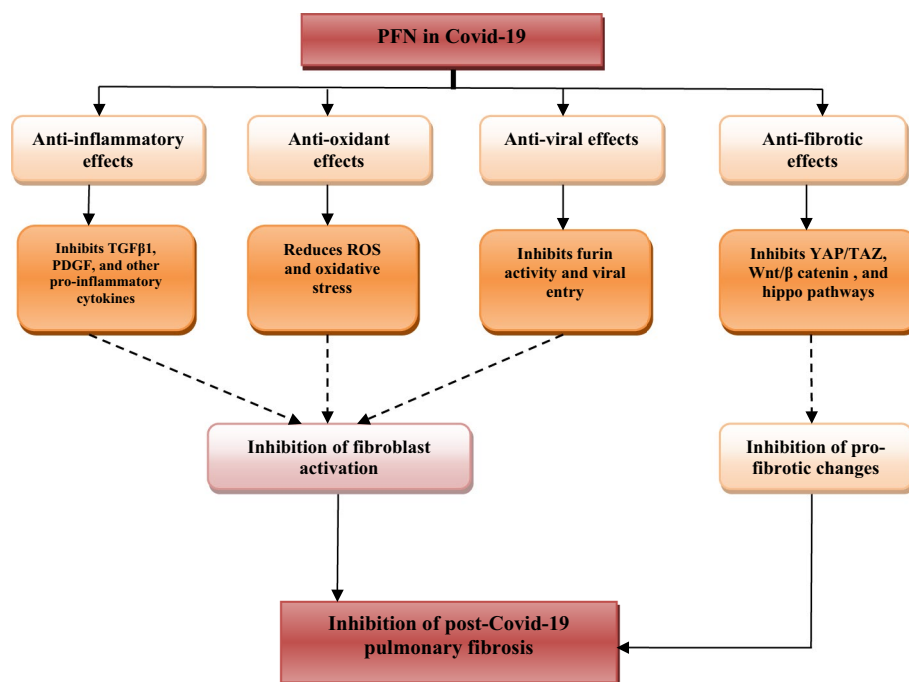 PFN in Covid-19
Anti-inflammatory
effects
Anti-oxidant
effects
Anti-viral effects
Anti-fibrotic
effects
Inhibits TGFβ1,
PDGF, and other
pro-inflammatory
cytokines
Reduces ROS
and oxidative
stress
Inhibits furin
activity and viral
entry
Inhibits YAP/TAZ,
Wnt/β catenin , and
hippo pathways
Inhibition of fibroblast
activation
Inhibition of pro-
fibrotic changes
Inhibition of post-Covid-19
pulmonary fibrosis